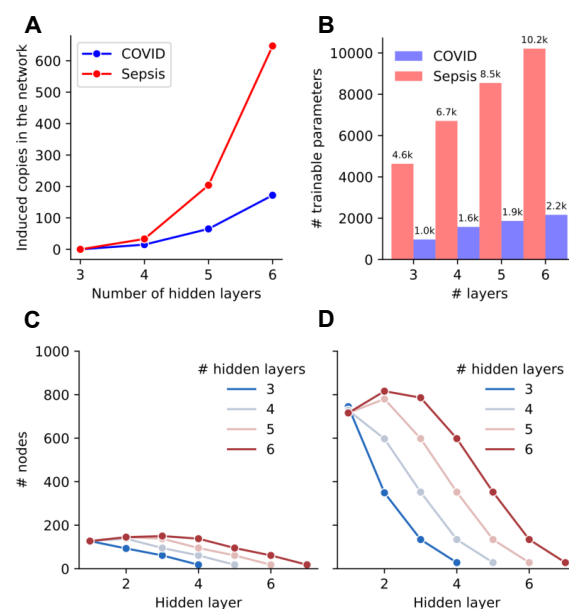 A
COVID
Sepsis
Induced copies in the network
600
500
400
300
200
100
0
3 4 5 6
Number of hidden layers
B
COVID
Sepsis
# trainable parameters
10000
8000
6000
4000
2000
0
4.6k
1.0k
6.7k
1.6k
8.5k
1.9k
10.2k
2.2k
3 4 5 6
# layers
C
# hidden layers
3
4
5
6
# nodes
1000
800
600
400
200
0
2 4 6
Hidden layer
D
# hidden layers
3
4
5
6
2 4 6
Hidden layer